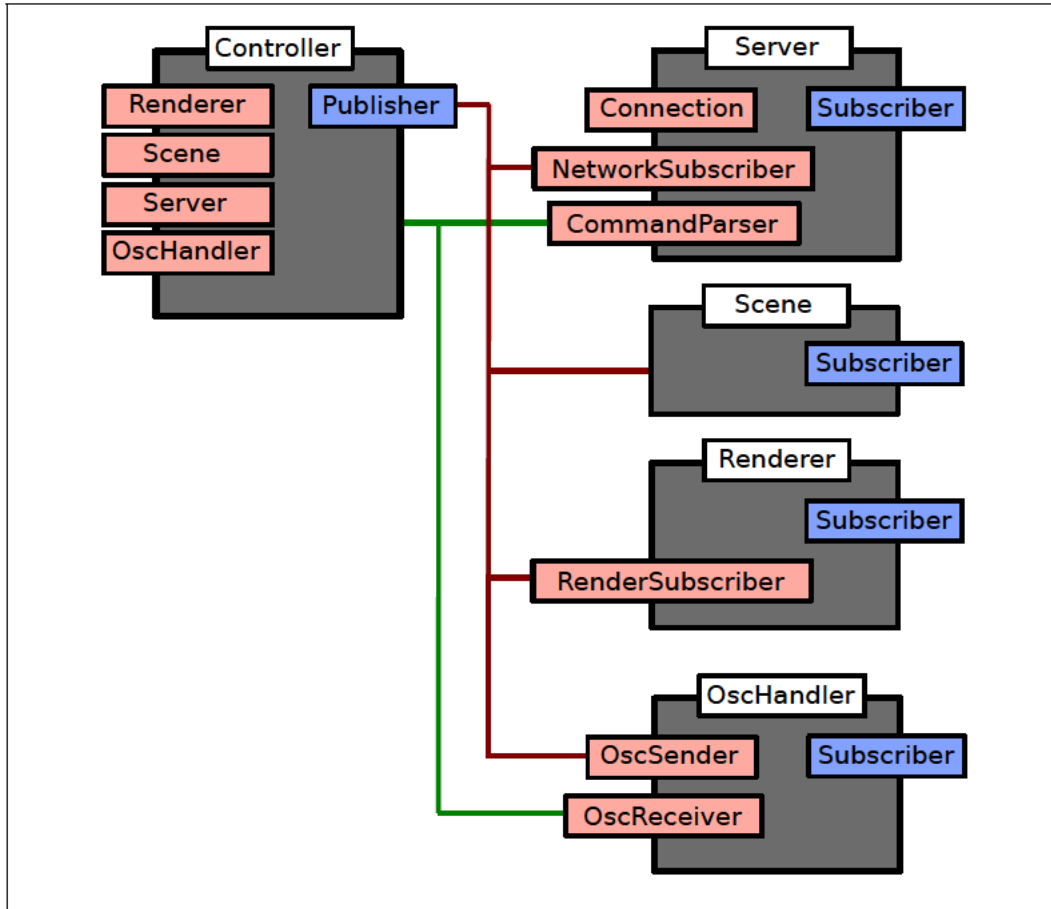 Controller
Renderer
Publisher
Scene
Server
OscHandler
Server
Connection
Subscriber
NetworkSubscriber
CommandParser
Scene
Subscriber
Renderer
Subscriber
RenderSubscriber
OscHandler
OscSender
Subscriber
OscReceiver